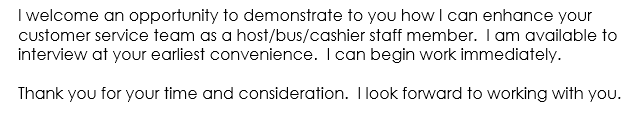 I welcome an opportunity to demonstrate to you how I can enhance your
customer service team as a host/bus/cashier staff member.  I am available to
interview at your earliest convenience.  I can begin work immediately.
Thank you for your time and consideration.  I look forward to working with you.